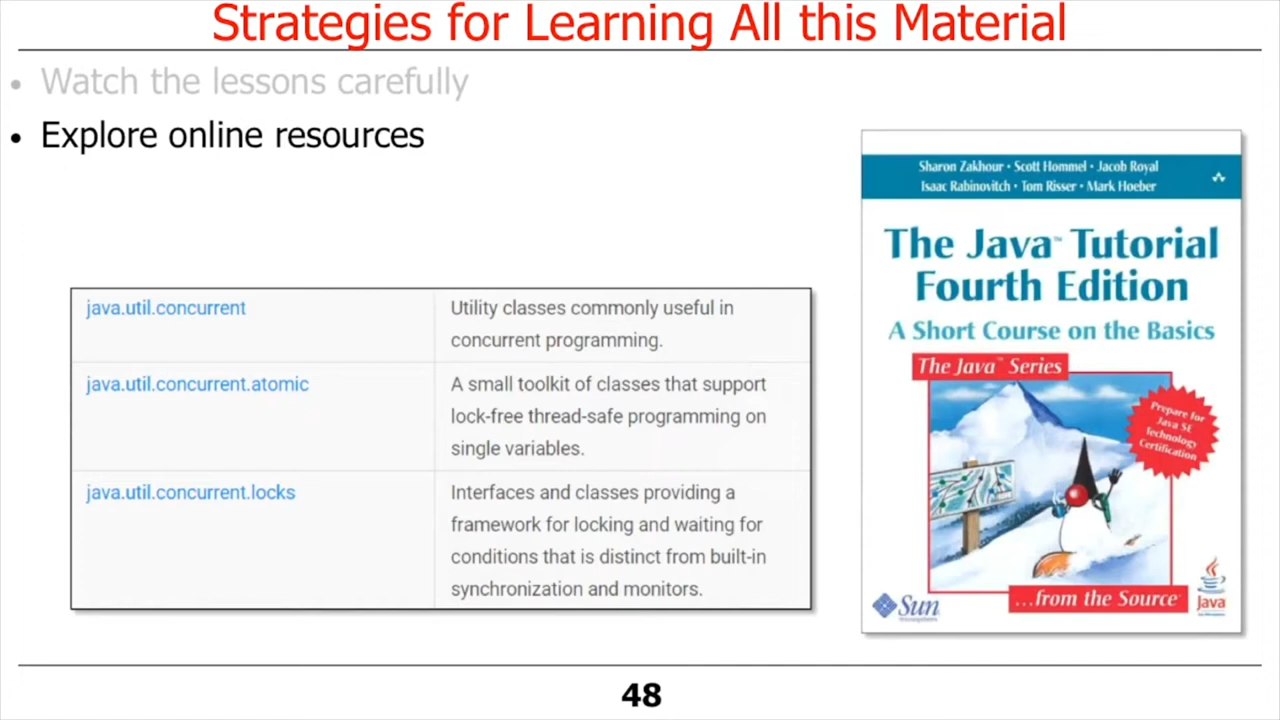 Strategies for Learning All this Material
• Watch the lessons carefully
• Explore online resources
java.util.concurrent
Utility classes commonly useful in
concurrent programming.
java.util.concurrent.atomic
A small toolkit of classes that support
lock-free thread-safe programming on
single variables.
java.util.concurrent.locks
Interfaces and classes providing a
framework for locking and waiting for
conditions that is distinct from built-in
synchronization and monitors.
Sharon Zakhour • Scott Hommel • Jacob Royal
Isaac Rabinovitch • Tom Risser • Mark Hoeber
The Java™ Tutorial
Fourth Edition
A Short Course on the Basics
The Java™ Series
Prepare for
Java SE
Technology
Certification
...from the Source
Sun
Java
48